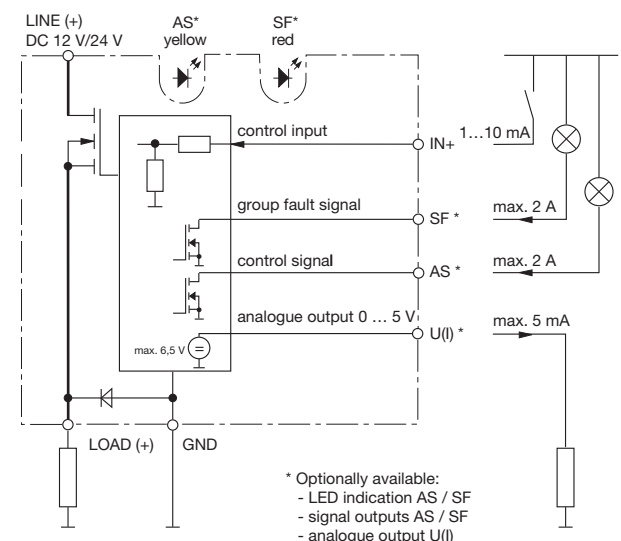 LINE (+)
DC 12 V/24 V
AS*
yellow
SF*
red
control input
IN+
1…10 mA
group fault signal
SF *
max. 2 A
control signal
AS *
max. 2 A
analogue output 0 … 5 V
U(I) *
max. 5 mA
max. 6,5 V
LOAD (+)
GND
* Optionally available:
- LED indication AS / SF
- signal outputs AS / SF
- analogue output U(I)